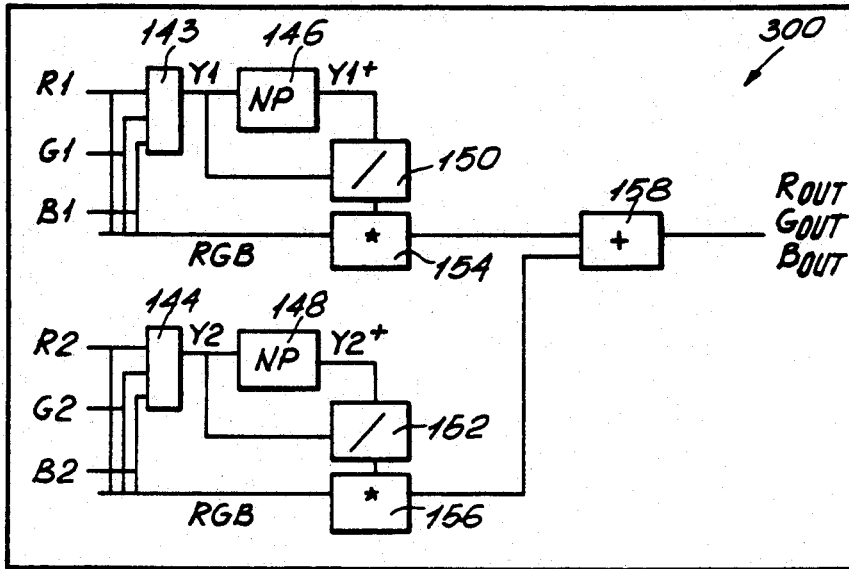 300
143
146
R1
Y1
NP
Y1+
G1
/
150
B1
158
ROUT
GOUT
BOUT
*
+
RGB
154
144
148
R2
Y2
NP
Y2+
G2
/
152
B2
*
RGB
156